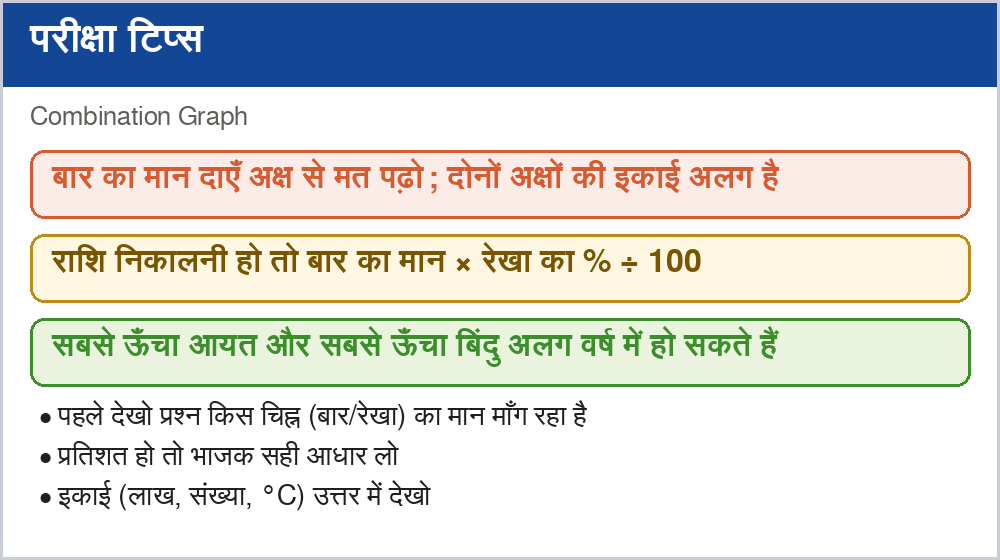 परीक्षा टिप्स
Combination Graph
बार का मान दाएँ अक्ष से मत पढ़ो ; दोनों अक्षों की इकाई अलग है
राशि निकालनी हो तो बार का मान × रेखा का % ÷ 100
सबसे ऊँचा आयत और सबसे ऊँचा बिंदु अलग वर्ष में हो सकते हैं
• पहले देखो प्रश्न किस चिह्न (बार/रेखा) का मान माँग रहा है
• प्रतिशत हो तो भाजक सही आधार लो
• इकाई (लाख, संख्या, °C) उत्तर में देखो